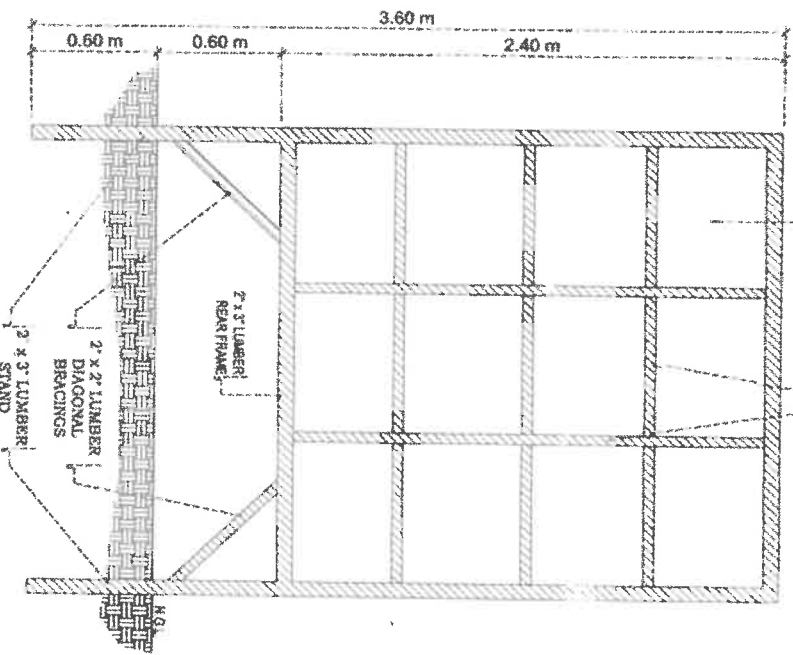 3.60 m
0.60 m
0.60 m
2.40 m
2" x 3" LUMBER
REAR FRAME
2" x 2" LUMBER
DIAGONAL
BRACINGS
2" x 3" LUMBER
STAND